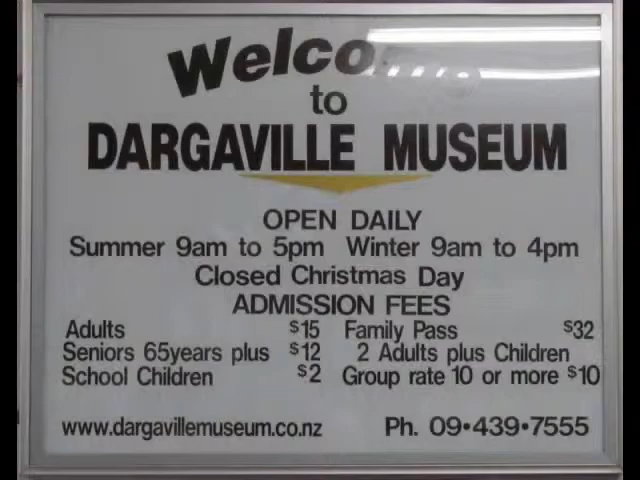 Welcome
to
DARGAVILLE MUSEUM
OPEN DAILY
Summer 9am to 5pm Winter 9am to 4pm
Closed Christmas Day
ADMISSION FEES
Adults $15 Family Pass $32
Seniors 65years plus $12 2 Adults plus Children
School Children $2 Group rate 10 or more $10
www.dargavillemuseum.co.nz Ph. 09•439•7555